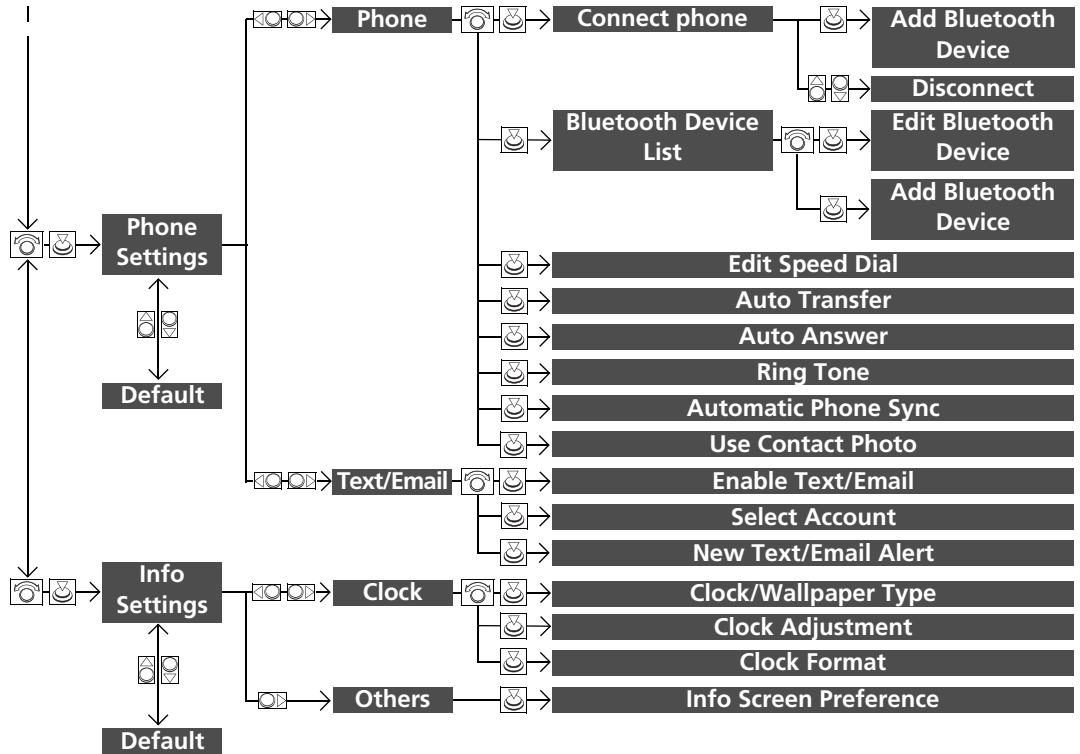 Phone
Connect phone
Add Bluetooth
Device
Disconnect
Bluetooth Device
List
Edit Bluetooth
Device
Add Bluetooth
Device
Phone
Settings
Edit Speed Dial
Auto Transfer
Auto Answer
Ring Tone
Default
Automatic Phone Sync
Use Contact Photo
Text/Email
Enable Text/Email
Select Account
New Text/Email Alert
Info
Settings
Clock
Clock/Wallpaper Type
Clock Adjustment
Clock Format
Others
Info Screen Preference
Default